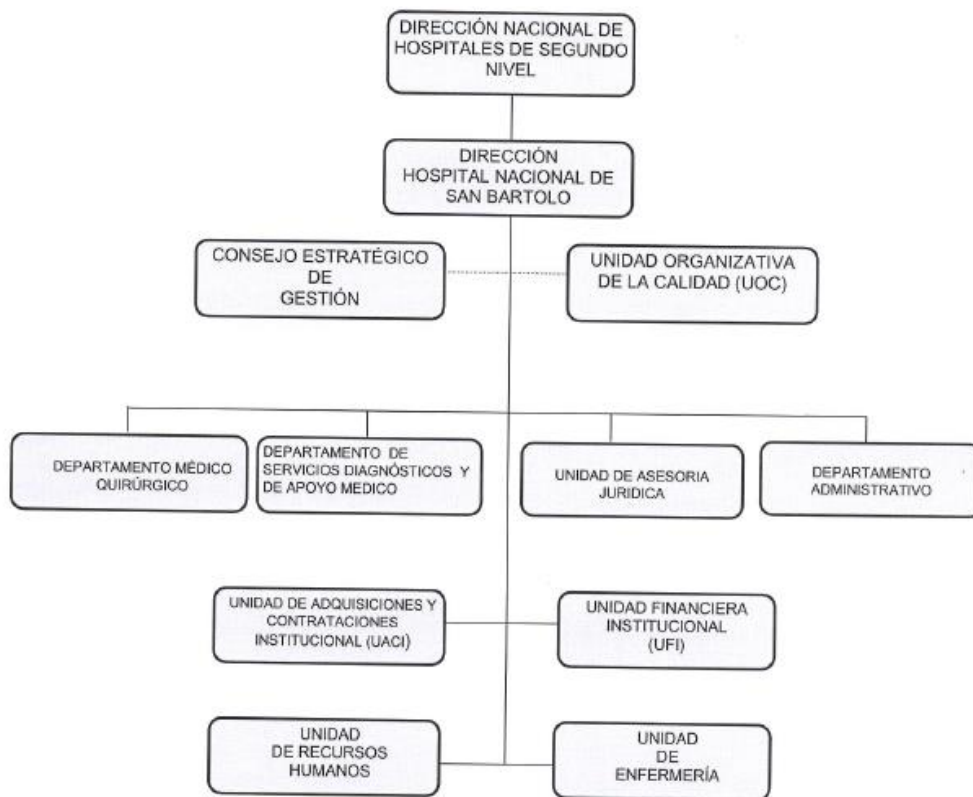 DIRECCIÓN NACIONAL DE
HOSPITALES DE SEGUNDO
NIVEL
DIRECCIÓN
HOSPITAL NACIONAL DE
SAN BARTOLO
CONSEJO ESTRATÉGICO
DE
GESTIÓN
UNIDAD ORGANIZATIVA
DE LA CALIDAD (UOC)
DEPARTAMENTO MÉDICO
QUIRÚRGICO
DEPARTAMENTO DE
SERVICIOS DIAGNÓSTICOS Y
DE APOYO MEDICO
UNIDAD DE ASESORIA
JURIDICA
DEPARTAMENTO
ADMINISTRATIVO
UNIDAD DE ADQUISICIONES Y
CONTRATACIONES
INSTITUCIONAL (UACI)
UNIDAD FINANCIERA
INSTITUCIONAL
(UFI)
UNIDAD
DE RECURSOS
HUMANOS
UNIDAD
DE
ENFERMERÍA